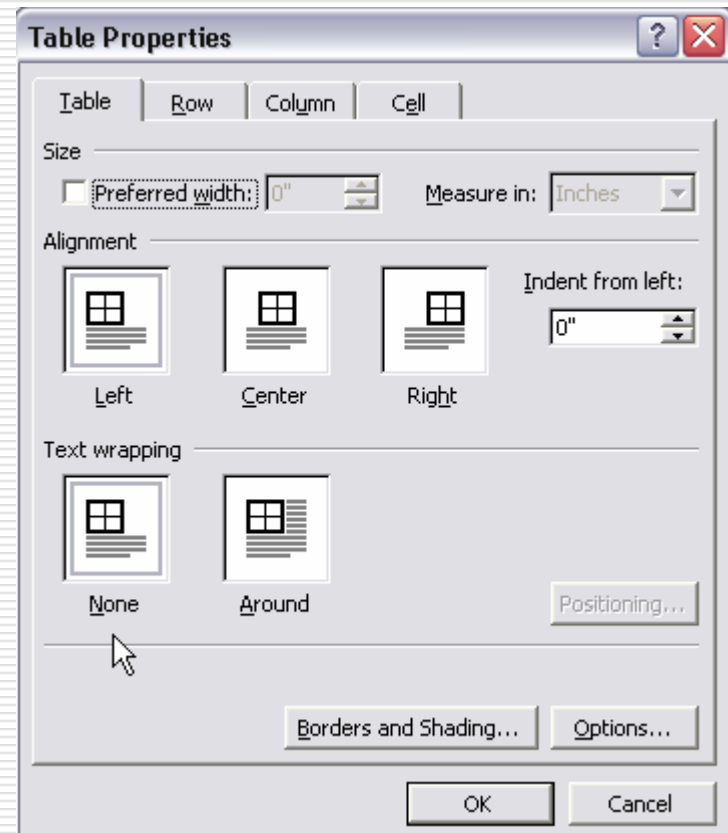 Table Properties
Table Row Column Cell
Size
Preferred width: 0" Measure in: Inches
Alignment
Indent from left:
0"
Left Center Right
Text wrapping
None Around Positioning...
Borders and Shading... Options...
OK Cancel